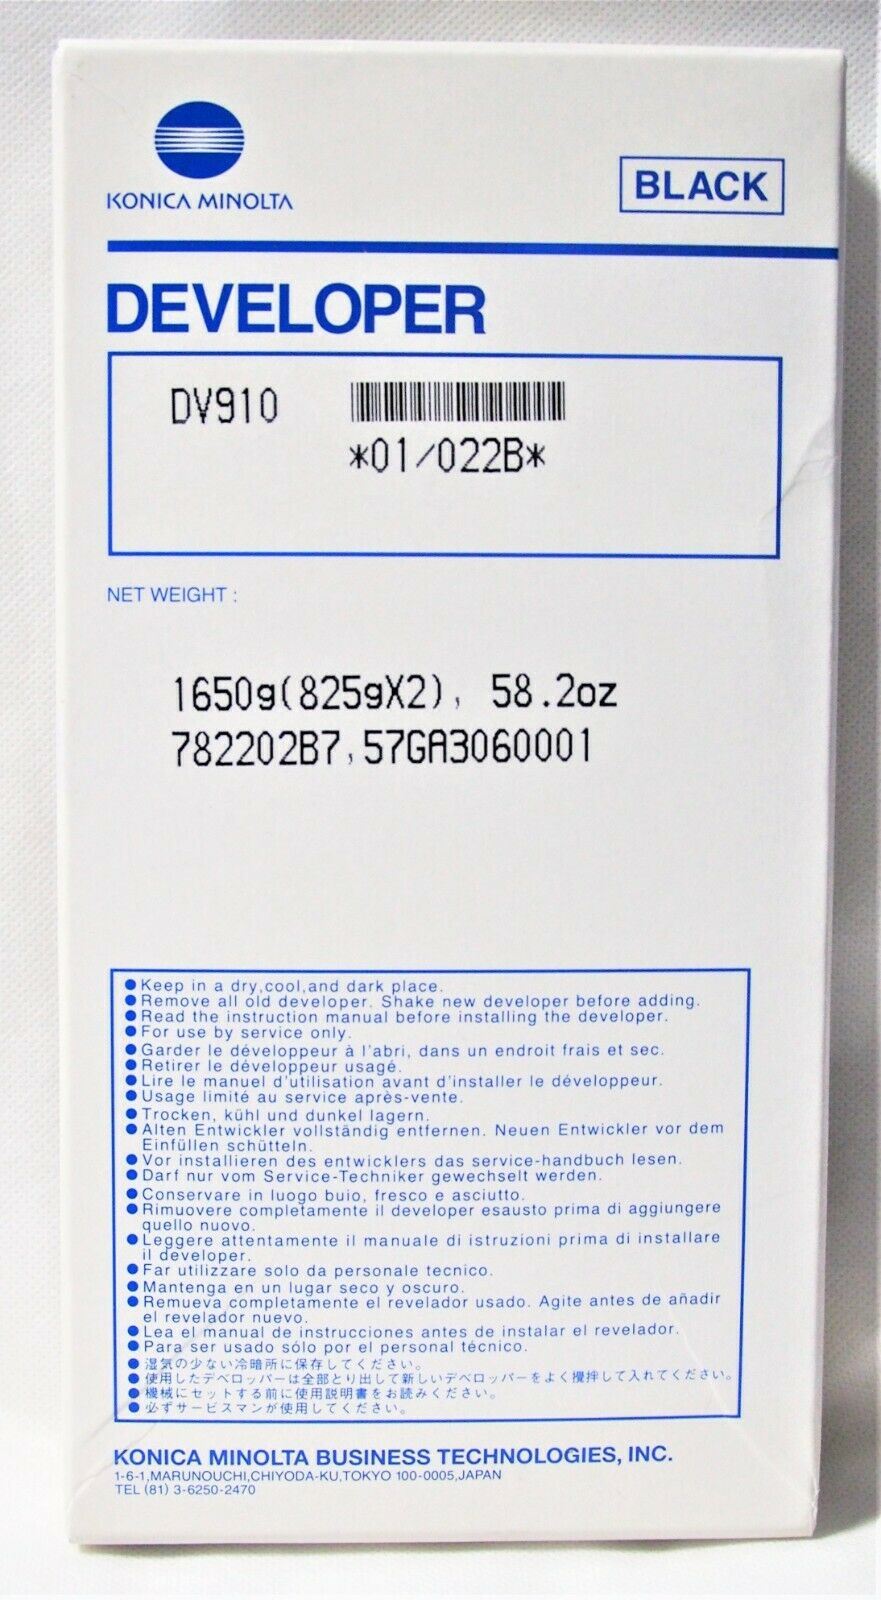 KONICA MINOLTA
BLACK
DEVELOPER
DV910
*01/022B*
NET WEIGHT :
1650g(825gX2), 58.2oz
782202B7,57GA3060001
● Keep in a dry,cool,and dark place.
● Remove all old developer. Shake new developer before adding.
● Read the instruction manual before installing the developer.
● For use by service only.
● Garder le développeur à l'abri, dans un endroit frais et sec.
● Retirer le développeur usagé.
● Lire le manuel d'utilisation avant d'installer le développeur.
● Usage limité au service après-vente.
● Trocken, kühl und dunkel lagern.
● Alten Entwickler vollständig entfernen. Neuen Entwickler vor dem
Einfüllen schütteln.
● Vor installieren des entwicklers das service-handbuch lesen.
● Darf nur vom Service-Techniker gewechselt werden.
● Conservare in luogo buio, fresco e asciutto.
● Rimuovere completamente il developer esausto prima di aggiungere
quello nuovo.
● Leggere attentamente il manuale di istruzioni prima di installare
il developer.
● Far utilizzare solo da personale tecnico.
● Mantenga en un lugar seco y oscuro.
● Remueva completamente el revelador usado. Agite antes de añadir
el revelador nuevo.
● Lea el manual de instrucciones antes de instalar el revelador.
● Para ser usado sólo por el personal técnico.
● 湿気の少ない冷暗所に保存してください。
● 使用したデベロッパーは全部とり出して新しいデベロッパーをよく攪拌して入れてください。
● 機械にセットする前に使用説明書をお読みください。
● 必ずサービスマンが使用してください。
KONICA MINOLTA BUSINESS TECHNOLOGIES, INC.
1-6-1,MARUNOUCHI,CHIYODA-KU,TOKYO 100-0005,JAPAN
TEL (81) 3-6250-2470